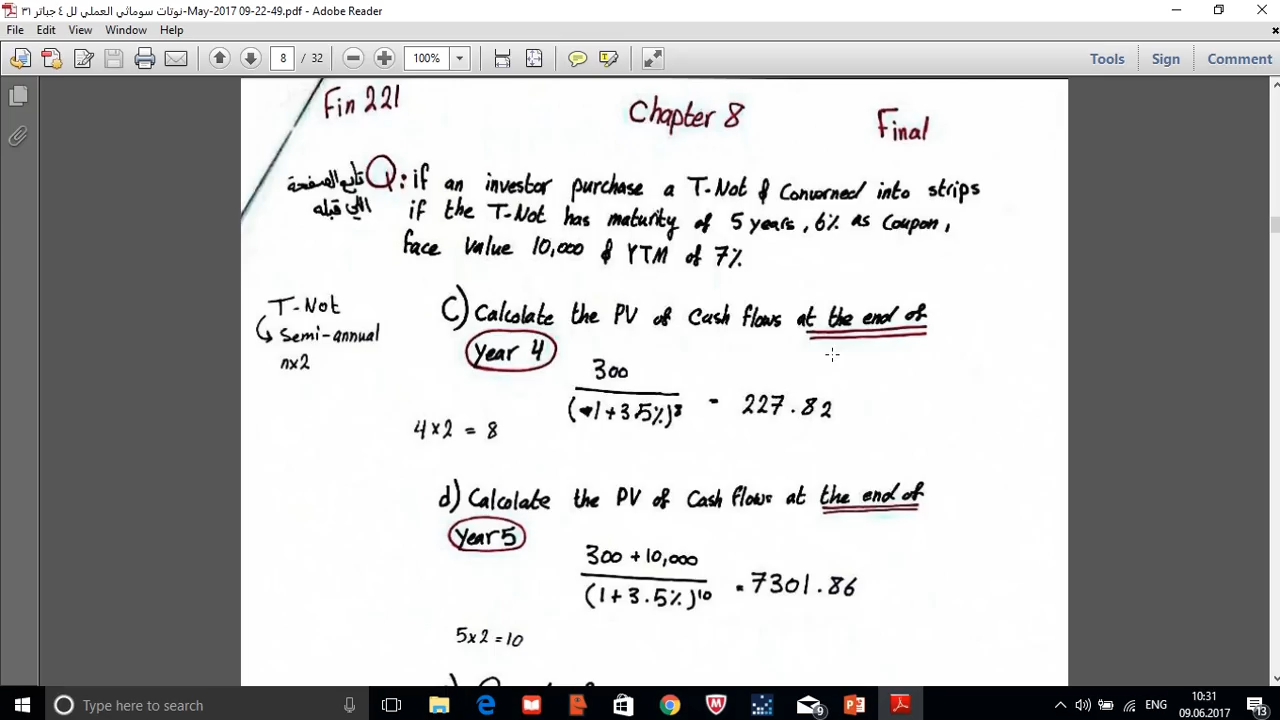 نوتات سومائي العملي لل ٤ جباتر ٣١-May-2017 09-22-49.pdf - Adobe Reader
File Edit View Window Help
8 / 32 100% Tools Sign Comment
Fin 221 Chapter 8 Final
تابع الصفحة Q: if an investor purchase a T-Not & Converned into strips
اللي قبله if the T-Not has maturity of 5 years, 6% as Coupon,
face value 10,000 & YTM of 7%.
T-Not
Semi-annual
nx2
C) Calculate the PV of Cash flows at the end of
year 4
300
(1+3.5%)8 = 227.82
4x2 = 8
d) Calculate the PV of Cash flows at the end of
year 5
300 + 10,000
(1+3.5%)10 = 7301.86
5x2 = 10
Type here to search
ENG
10:31
09.06.2017
9
13